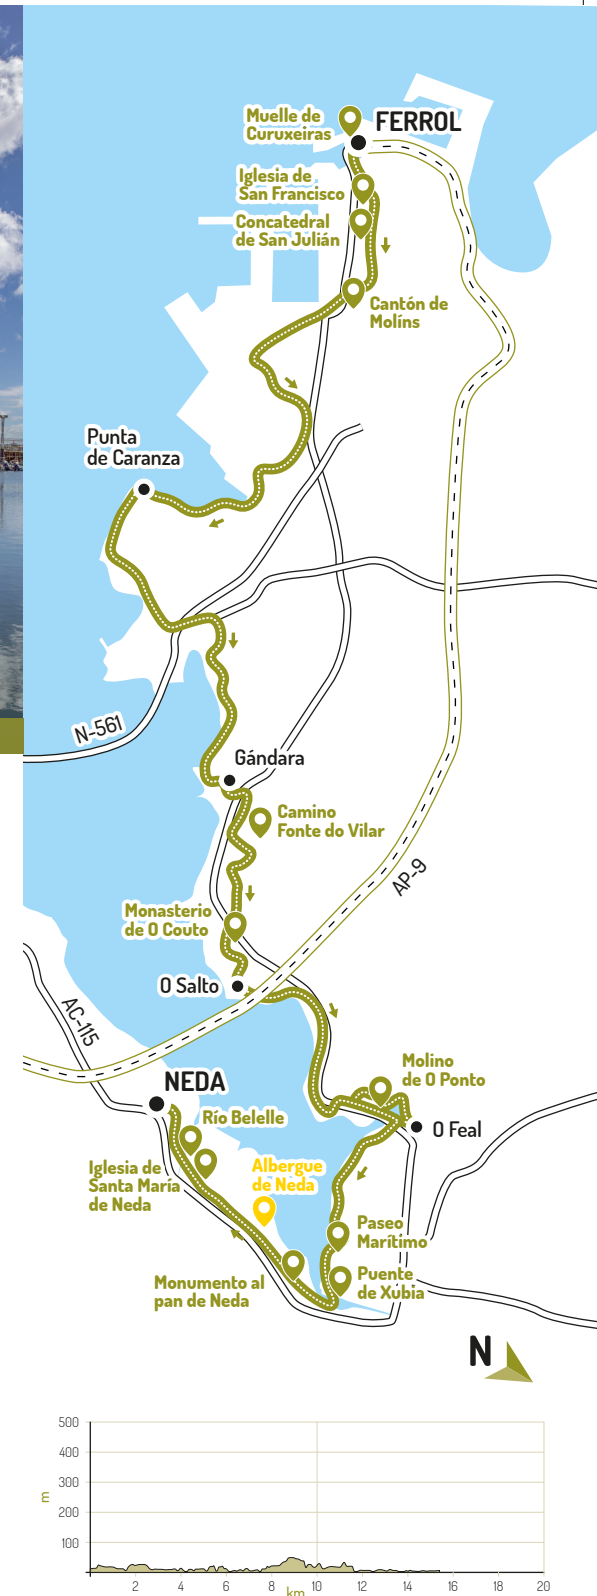 Muelle de
Curuxeiras
FERROL
Iglesia de
San Francisco
Concatedral
de San Julián
Cantón de
Molíns
Punta
de Caranza
N-561
Gándara
Camino
Fonte do Vilar
AP-9
Monasterio
de O Couto
O Salto
AC-115
Molino
de O Ponto
NEDA
O Feal
Río Belelle
Iglesia de
Santa María
de Neda
Albergue
de Neda
Paseo
Marítimo
Puente
de Xubia
Monumento al
pan de Neda
N
500
400
300
200
100
m
2 4 6 8 10 12 14 16 18 20
km